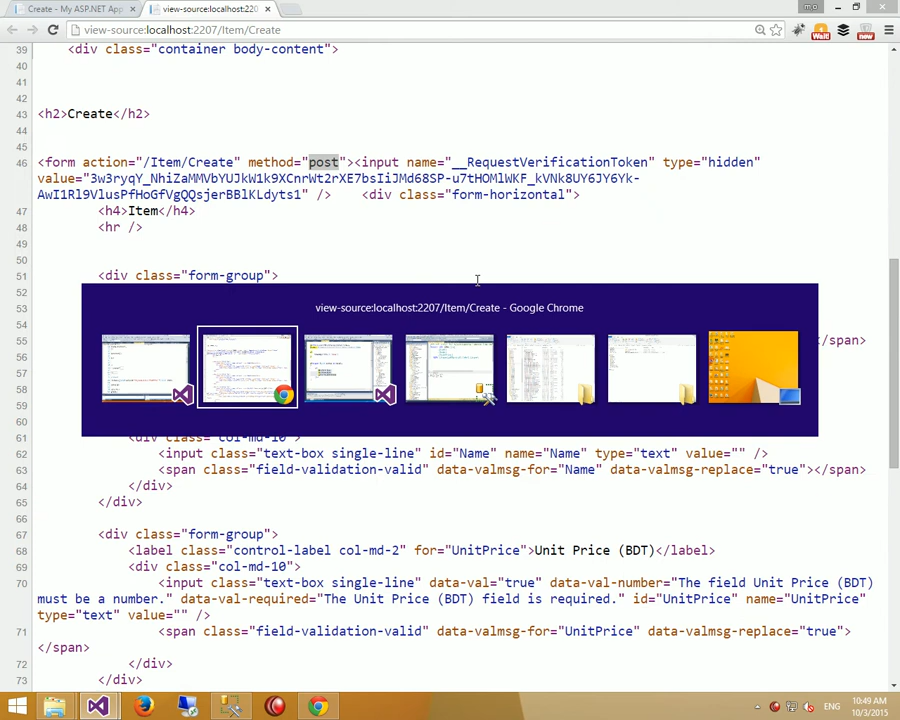 Create - My ASP.NET App
view-source:localhost:220
mo
view-source:localhost:2207/Item/Create
39 <div class="container body-content">
40
41
42
43 <h2>Create</h2>
44
45
46 <form action="/Item/Create" method="post"><input name="__RequestVerificationToken" type="hidden"
value="3w3ryqY_NhiZaMMVbYUJkW1k9XCnrWt2rXE7bsIiJMd68SP-u7tHOMlWKF_kVNk8UY6JY6Yk-
AwI1Rl9VlusPfHoGfVgQQsjerBBlKLdyts1" /> <div class="form-horizontal">
47 <h4>Item</h4>
48 <hr />
49
50
51 <div class="form-group">
52
view-source:localhost:2207/Item/Create - Google Chrome
53
54
55 </span>
56
57
58
59
60
61 <div class="col-md-10">
62 <input class="text-box single-line" id="Name" name="Name" type="text" value="" />
63 <span class="field-validation-valid" data-valmsg-for="Name" data-valmsg-replace="true"></span>
64 </div>
65 </div>
66
67 <div class="form-group">
68 <label class="control-label col-md-2" for="UnitPrice">Unit Price (BDT)</label>
69 <div class="col-md-10">
70 <input class="text-box single-line" data-val="true" data-val-number="The field Unit Price (BDT)
must be a number." data-val-required="The Unit Price (BDT) field is required." id="UnitPrice" name="UnitPrice"
type="text" value="" />
71 <span class="field-validation-valid" data-valmsg-for="UnitPrice" data-valmsg-replace="true">
</span>
72 </div>
73 </div>
ENG
10:49 AM
10/3/2015